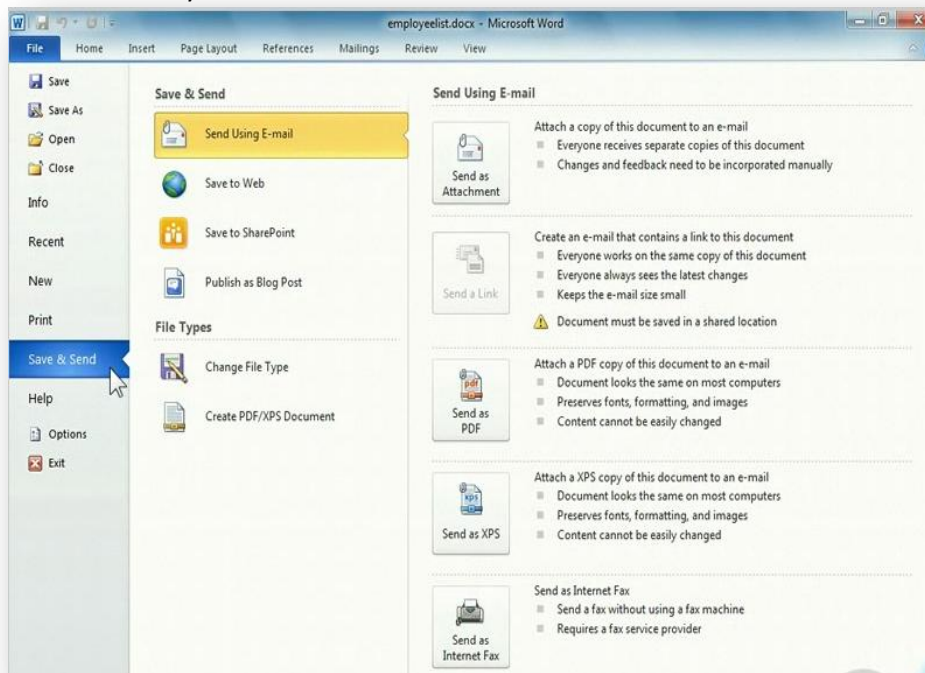 employeelist.docx - Microsoft Word
File Home Insert Page Layout References Mailings Review View
Save
Save As
Open
Close
Info
Recent
New
Print
Save & Send
Help
Options
Exit
Save & Send
Send Using E-mail
Save to Web
Save to SharePoint
Publish as Blog Post
File Types
Change File Type
Create PDF/XPS Document
Send Using E-mail
Send as
Attachment
Attach a copy of this document to an e-mail
Everyone receives separate copies of this document
Changes and feedback need to be incorporated manually
Send a Link
Create an e-mail that contains a link to this document
Everyone works on the same copy of this document
Everyone always sees the latest changes
Keeps the e-mail size small
Document must be saved in a shared location
Send as
PDF
Attach a PDF copy of this document to an e-mail
Document looks the same on most computers
Preserves fonts, formatting, and images
Content cannot be easily changed
Send as XPS
Attach a XPS copy of this document to an e-mail
Document looks the same on most computers
Preserves fonts, formatting, and images
Content cannot be easily changed
Send as
Internet Fax
Send as Internet Fax
Send a fax without using a fax machine
Requires a fax service provider